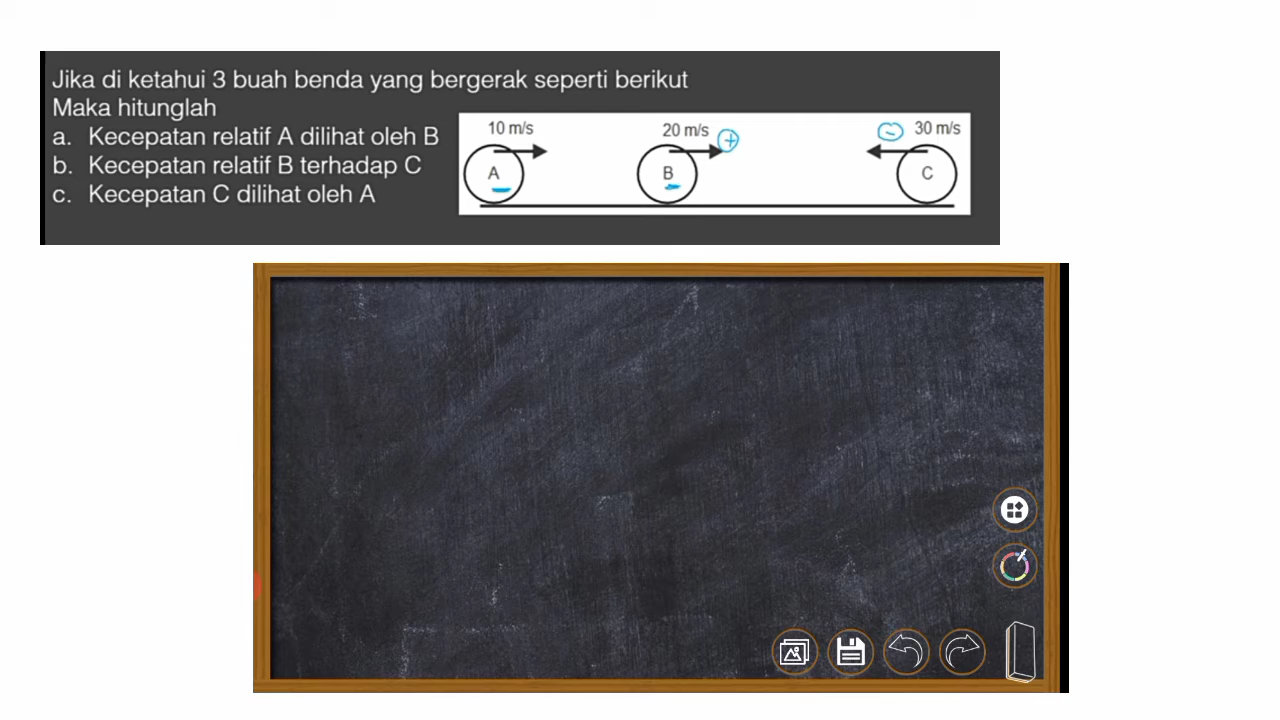 Jika di ketahui 3 buah benda yang bergerak seperti berikut
Maka hitunglah
a. Kecepatan relatif A dilihat oleh B
b. Kecepatan relatif B terhadap C
c. Kecepatan C dilihat oleh A
10 m/s 20 m/s + - 30 m/s
A B C